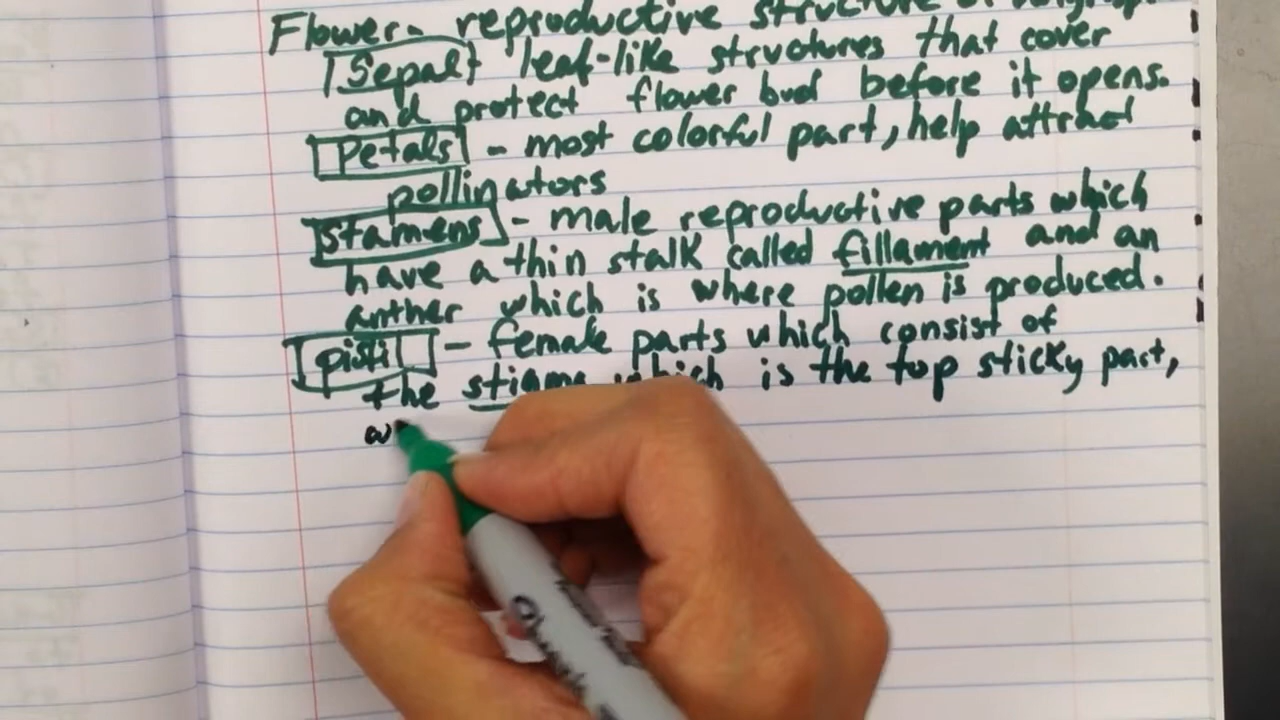 Flower - reproductive structure of
Sepal - leaf-like structures that cover
and protect flower bud before it opens.
Petals - most colorful part, help attract
pollinators
Stamens - male reproductive parts which
have a thin stalk called fillament and an
anther which is where pollen is produced.
pistil - female parts which consist of
the stigma which is the top sticky part,